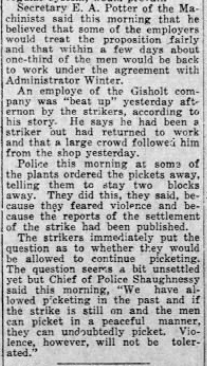 Secretary E. A. Potter of the Ma-
chinists said this morning that he
believed that some of the employers
would treat the proposition fairly
and that within a few days about
one-third of the men would be back
to work under the agreement with
Administrator Winter.
An employe of the Gisholt com-
pany was "beat up" yesterday aft-
ernoon by the strikers, according to
his story. He says he had been a
striker but had returned to work
and that a large crowd followed him
from the shop yesterday.
Police this morning at some of
the plants ordered the pickets away,
telling them to stay two blocks
away. They did this, they said, be-
cause they feared violence and be-
cause the reports of the settlement
of the strike had been published.
The strikers immediately put the
question as to whether they would
be allowed to continue picketing.
The question seems a bit unsettled
yet but Chief of Police Shaughnessy
said this morning, "We have al-
lowed picketing in the past and if
the strike is still on and the men
can picket in a peaceful manner,
they can undoubtedly picket. Vio-
lence, however, will not be toler-
ated."